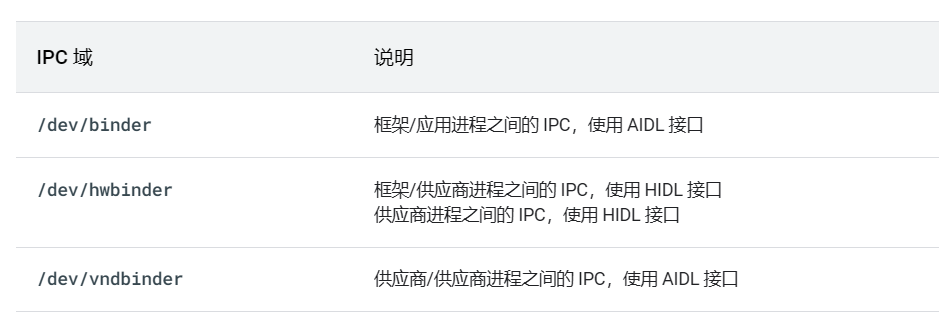 IPC 域 说明
/dev/binder 框架/应用进程之间的 IPC，使用 AIDL 接口
/dev/hwbinder 框架/供应商进程之间的 IPC，使用 HIDL 接口
供应商进程之间的 IPC，使用 HIDL 接口
/dev/vndbinder 供应商/供应商进程之间的 IPC，使用 AIDL 接口